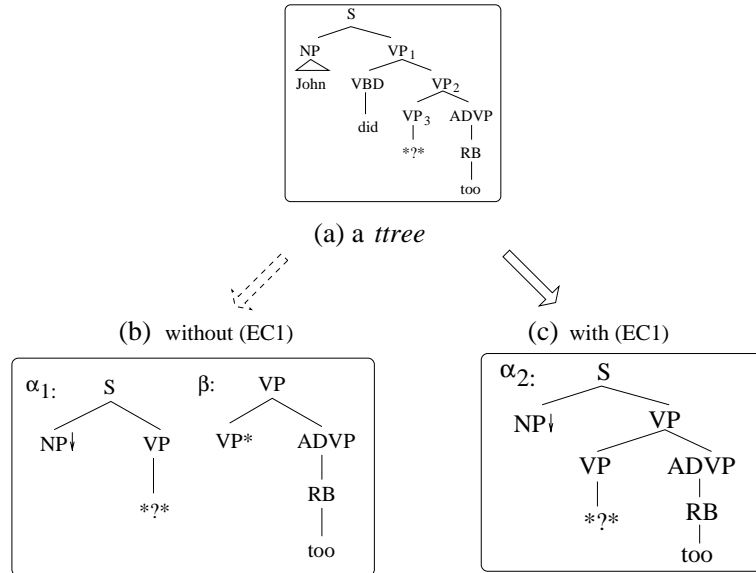 S
NP VP1
John VBD VP2
did VP3 ADVP
*?* RB
too
(a) a ttree
(b) without (EC1)
(c) with (EC1)
α1: S β: VP
NP↓ VP VP* ADVP
*?* RB
too
α2: S
NP↓ VP
VP ADVP
*?* RB
too